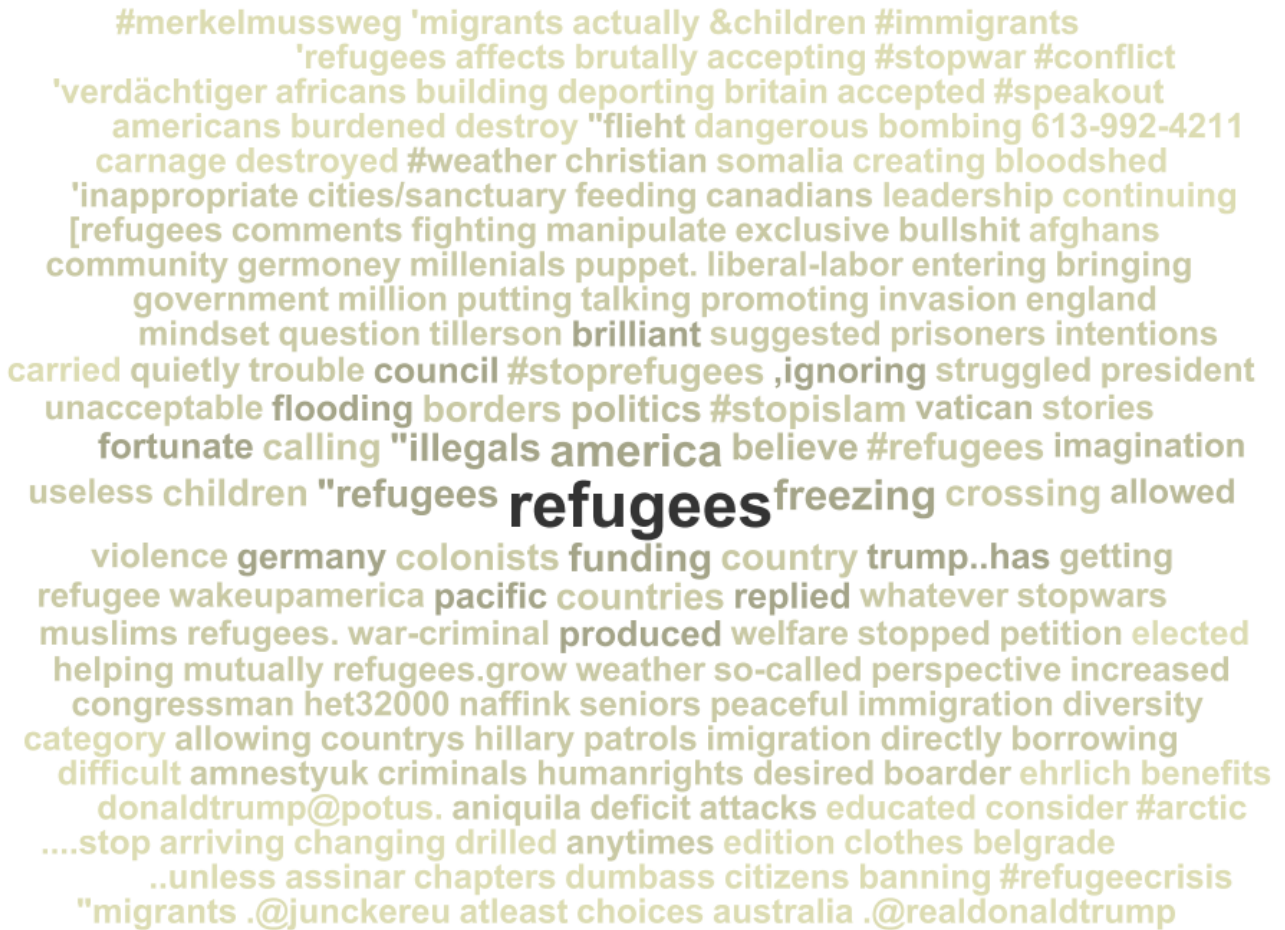 #merkelmussweg 'migrants actually &children #immigrants
'refugees affects brutally accepting #stopwar #conflict
'verdächtiger africans building deporting britain accepted #speakout
americans burdened destroy "flieht dangerous bombing 613-992-4211
carnage destroyed #weather christian somalia creating bloodshed
'inappropriate cities/sanctuary feeding canadians leadership continuing
[refugees comments fighting manipulate exclusive bullshit afghans
community germoney millenials puppet. liberal-labor entering bringing
government million putting talking promoting invasion england
mindset question tillerson brilliant suggested prisoners intentions
carried quietly trouble council #stoprefugees ,ignoring struggled president
unacceptable flooding borders politics #stopislam vatican stories
fortunate calling "illegals america believe #refugees imagination
useless children "refugees refugees freezing crossing allowed
violence germany colonists funding country trump..has getting
refugee wakeupamerica pacific countries replied whatever stopwars
muslims refugees. war-criminal produced welfare stopped petition elected
helping mutually refugees.grow weather so-called perspective increased
congressman het32000 naffink seniors peaceful immigration diversity
category allowing countrys hillary patrols imigration directly borrowing
difficult amnestyuk criminals humanrights desired boarder ehrlich benefits
donaldtrump@potus. aniquila deficit attacks educated consider #arctic
....stop arriving changing drilled anytimes edition clothes belgrade
..unless assinar chapters dumbass citizens banning #refugeecrisis
"migrants .@junckereu atleast choices australia .@realdonaldtrump